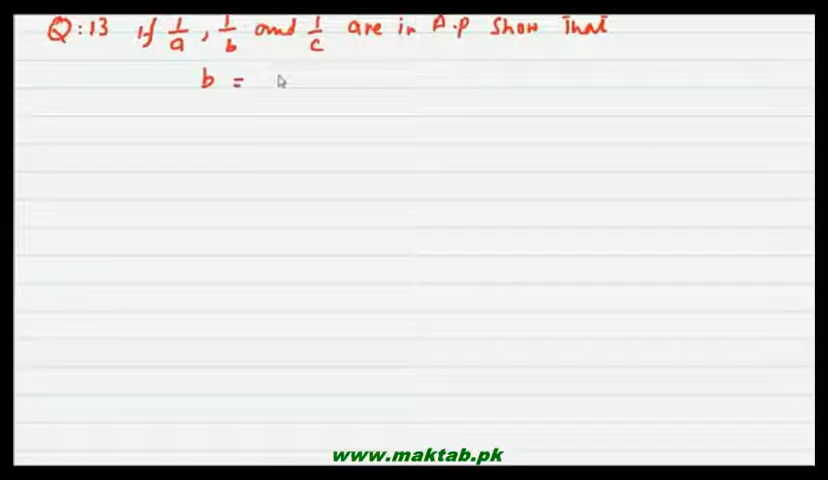 Q:13 If 1/a , 1/b and 1/c are in A.P Show That
b =
www.maktab.pk